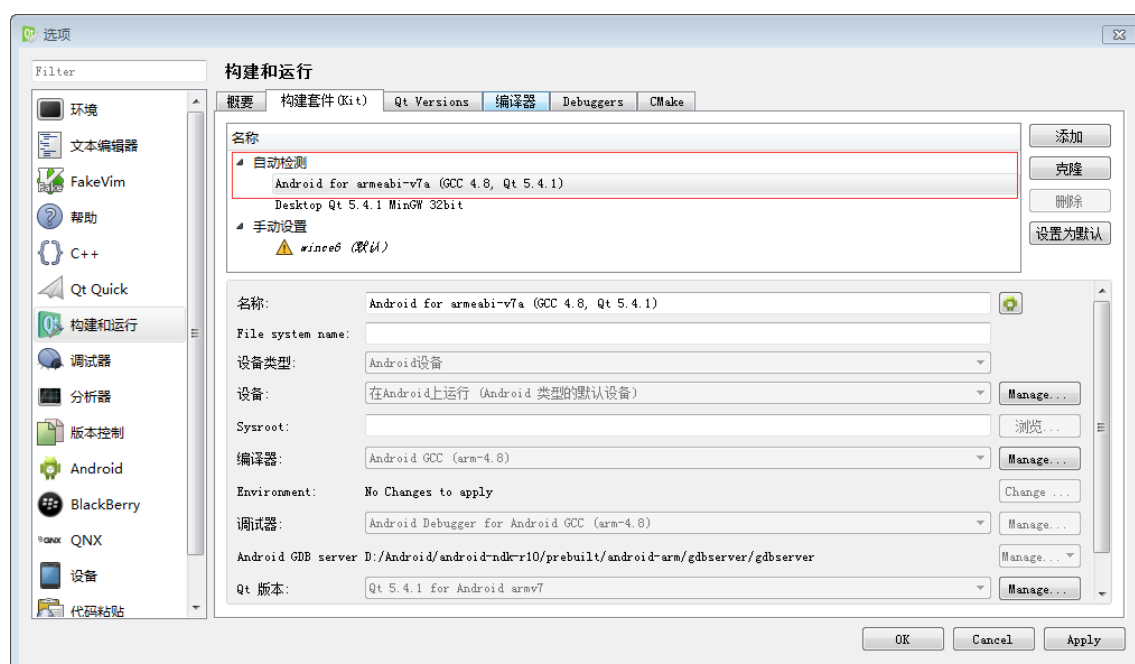 选项
Filter
环境
文本编辑器
FakeVim
帮助
C++
Qt Quick
构建和运行
调试器
分析器
版本控制
Android
BlackBerry
QNX
设备
代码粘贴
构建和运行
概要 构建套件(Kit) Qt Versions 编译器 Debuggers CMake
名称
自动检测
Android for armeabi-v7a (GCC 4.8, Qt 5.4.1)
Desktop Qt 5.4.1 MinGW 32bit
手动设置
wince6 (默认)
添加
克隆
删除
设置为默认
名称: Android for armeabi-v7a (GCC 4.8, Qt 5.4.1)
File system name:
设备类型: Android设备
设备: 在Android上运行 (Android 类型的默认设备) Manage...
Sysroot: 浏览...
编译器: Android GCC (arm-4.8) Manage...
Environment: No Changes to apply Change ...
调试器: Android Debugger for Android GCC (arm-4.8) Manage...
Android GDB server D:/Android/android-ndk-r10/prebuilt/android-arm/gdbserver/gdbserver Manage...
Qt 版本: Qt 5.4.1 for Android armv7 Manage...
OK Cancel Apply